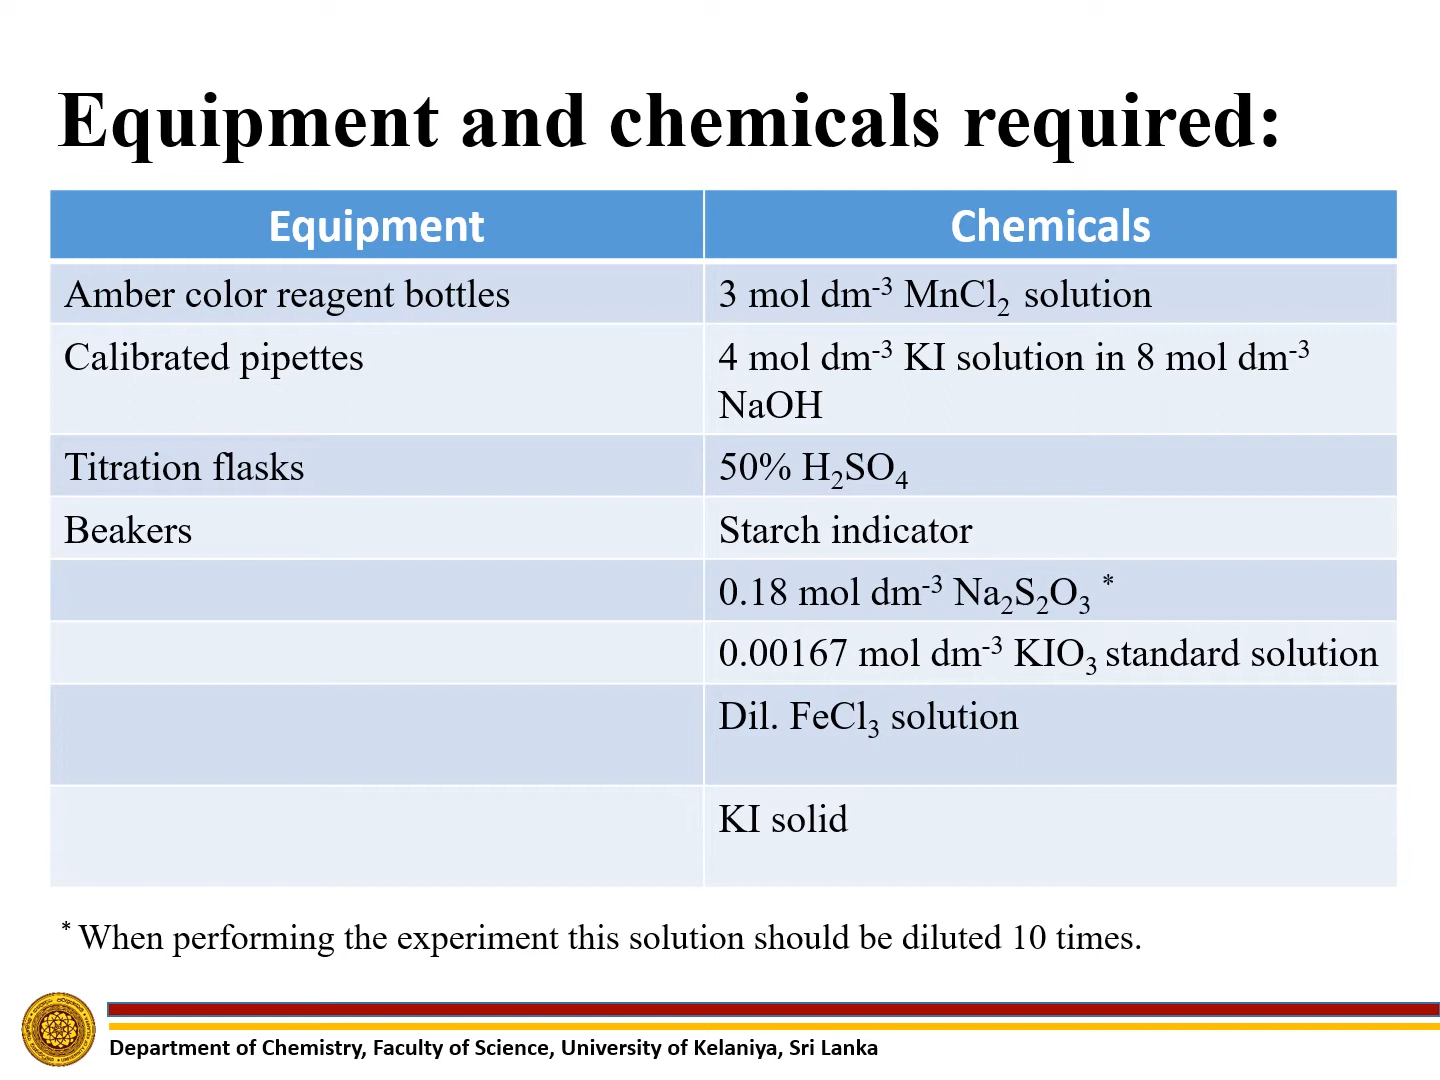 Equipment and chemicals required:
Equipment
Chemicals
Amber color reagent bottles
3 mol dm⁻³ MnCl₂ solution
Calibrated pipettes
4 mol dm⁻³ KI solution in 8 mol dm⁻³
NaOH
Titration flasks
50% H₂SO₄
Beakers
Starch indicator
0.18 mol dm⁻³ Na₂S₂O₃ *
0.00167 mol dm⁻³ KIO₃ standard solution
Dil. FeCl₃ solution
KI solid
* When performing the experiment this solution should be diluted 10 times.
Department of Chemistry, Faculty of Science, University of Kelaniya, Sri Lanka